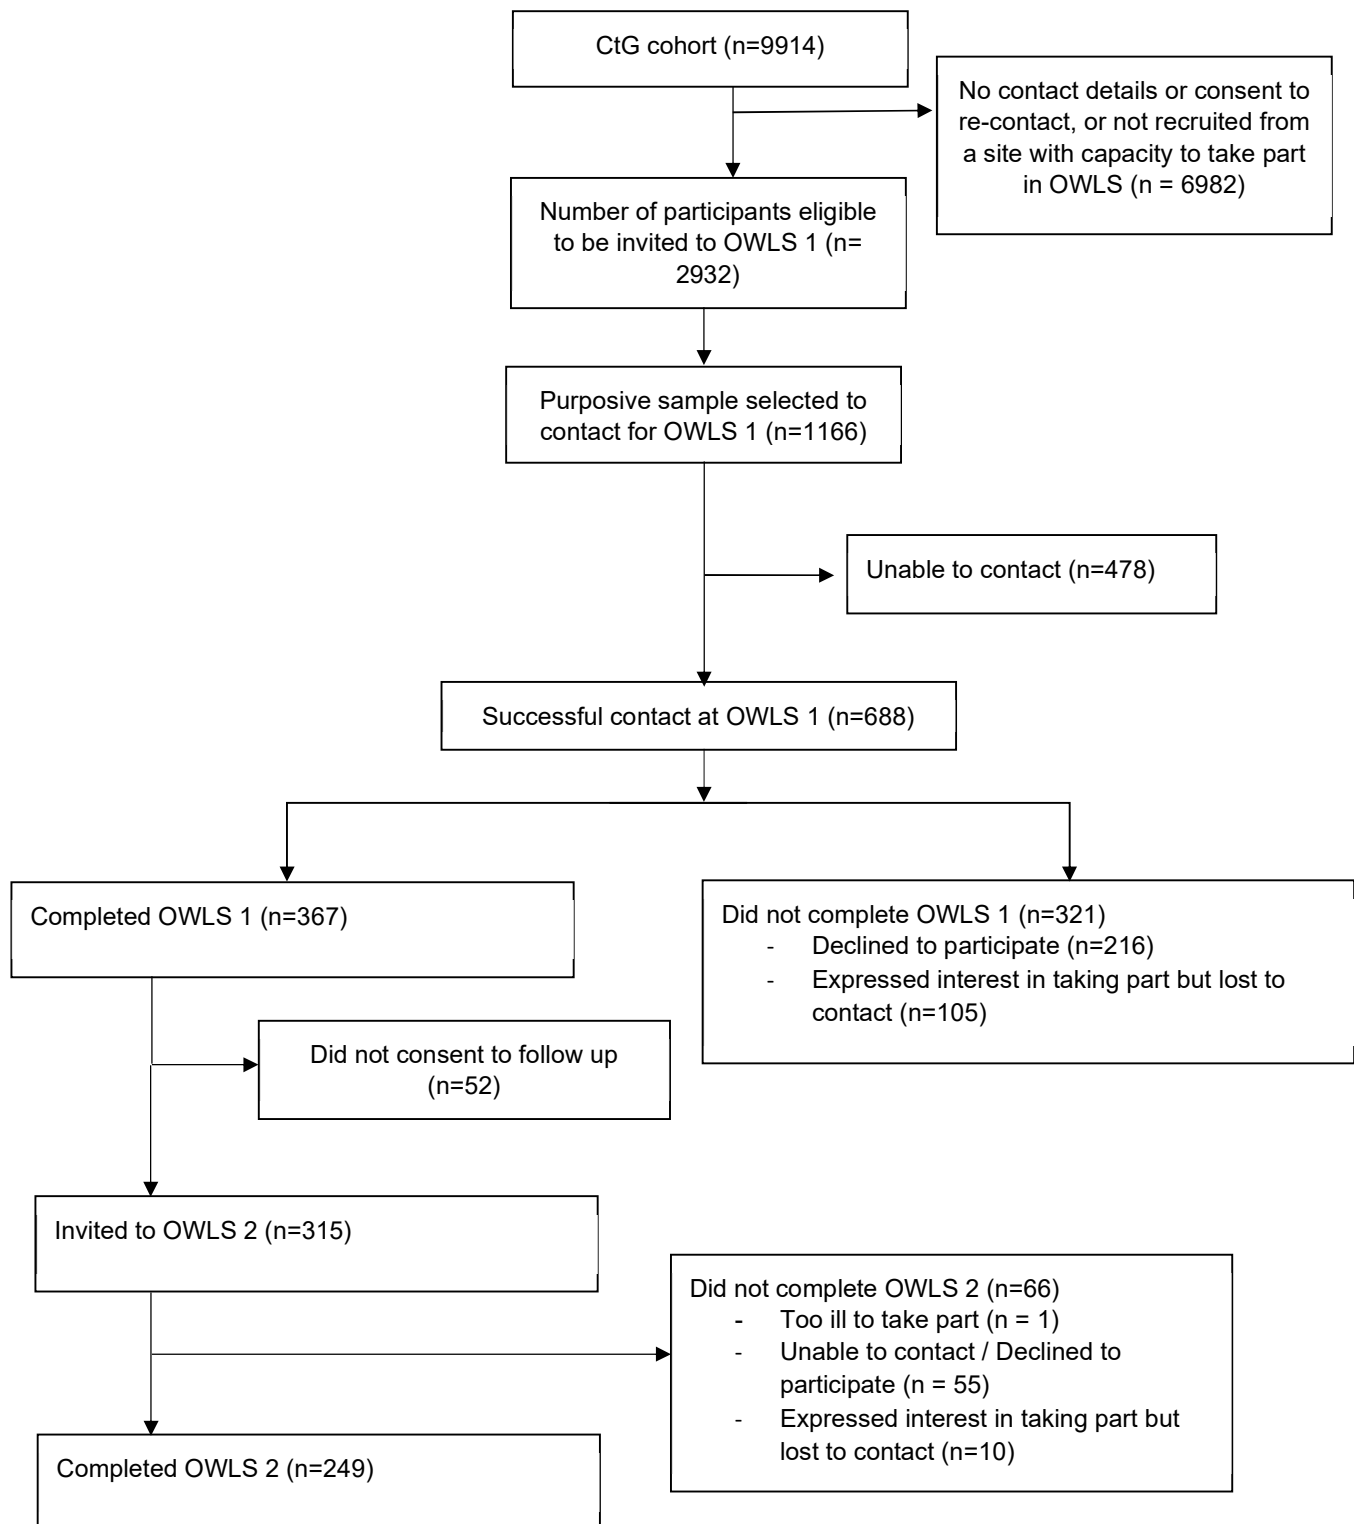 CtG cohort (n=9914)
No contact details or consent to
re-contact, or not recruited from
a site with capacity to take part
in OWLS (n = 6982)
Number of participants eligible
to be invited to OWLS 1 (n=
2932)
Purposive sample selected to
contact for OWLS 1 (n=1166)
Unable to contact (n=478)
Successful contact at OWLS 1 (n=688)
Completed OWLS 1 (n=367)
Did not complete OWLS 1 (n=321)
- Declined to participate (n=216)
- Expressed interest in taking part but lost to
contact (n=105)
Did not consent to follow up
(n=52)
Invited to OWLS 2 (n=315)
Did not complete OWLS 2 (n=66)
- Too ill to take part (n = 1)
- Unable to contact / Declined to
participate (n = 55)
- Expressed interest in taking part but
lost to contact (n=10)
Completed OWLS 2 (n=249)